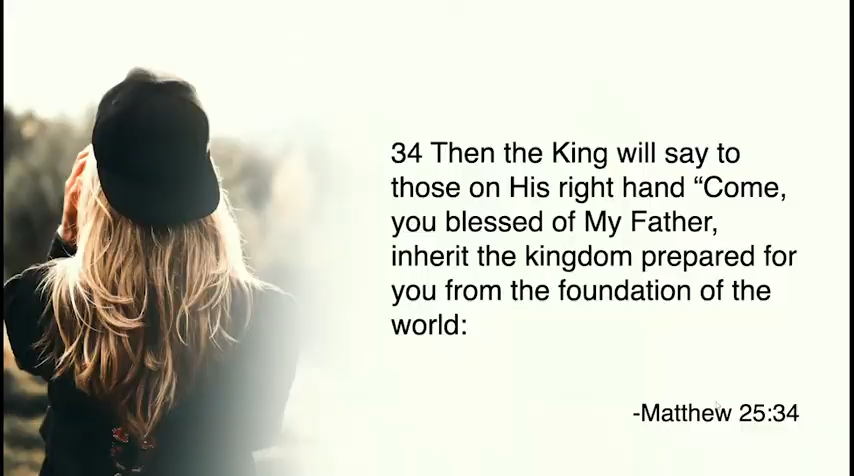 34 Then the King will say to
those on His right hand “Come,
you blessed of My Father,
inherit the kingdom prepared for
you from the foundation of the
world:
-Matthew 25:34